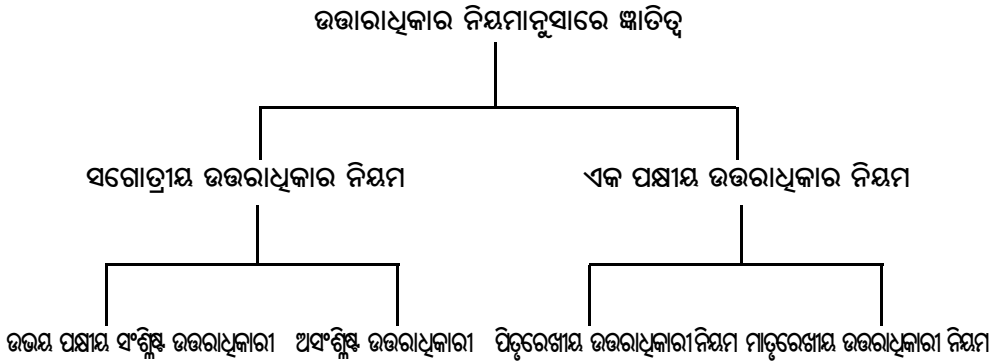 ଉତ୍ତାରାଧିକାର ନିୟମାନୁସାରେ ଜ୍ଞାତିତ୍ୱ
ସଗୋତ୍ରୀୟ ଉତ୍ତରାଧିକାର ନିୟମ ଏକ ପକ୍ଷୀୟ ଉତ୍ତରାଧିକାର ନିୟମ
ଉଭୟ ପକ୍ଷୀୟ ସଂଶ୍ଳିଷ୍ଟ ଉତ୍ତରାଧିକାରୀ ଅସଂଶ୍ଳିଷ୍ଟ ଉତ୍ତରାଧିକାରୀ ପିତୃରେଖୀୟ ଉତ୍ତରାଧିକାରୀ ନିୟମ ମାତୃରେଖୀୟ ଉତ୍ତରାଧିକାରୀ ନିୟମ